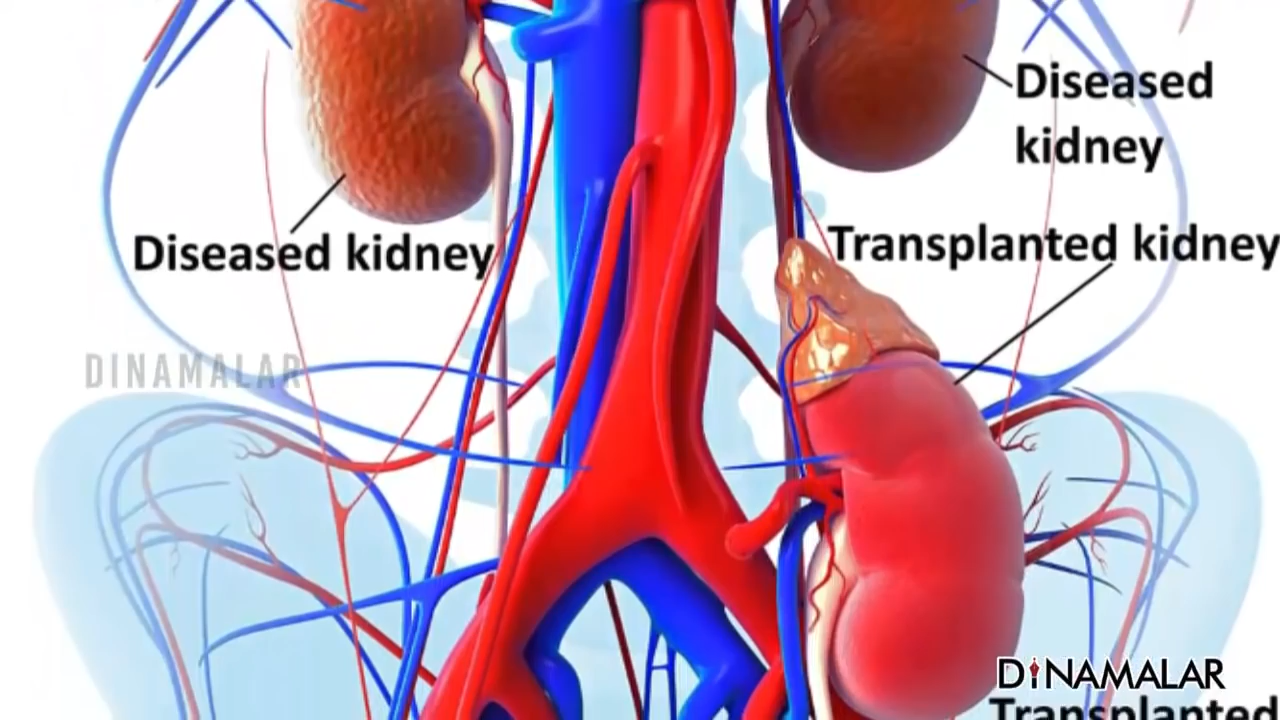 Diseased
kidney
Diseased kidney
Transplanted kidney
DINAMALAR
DINAMALAR
Transplanted